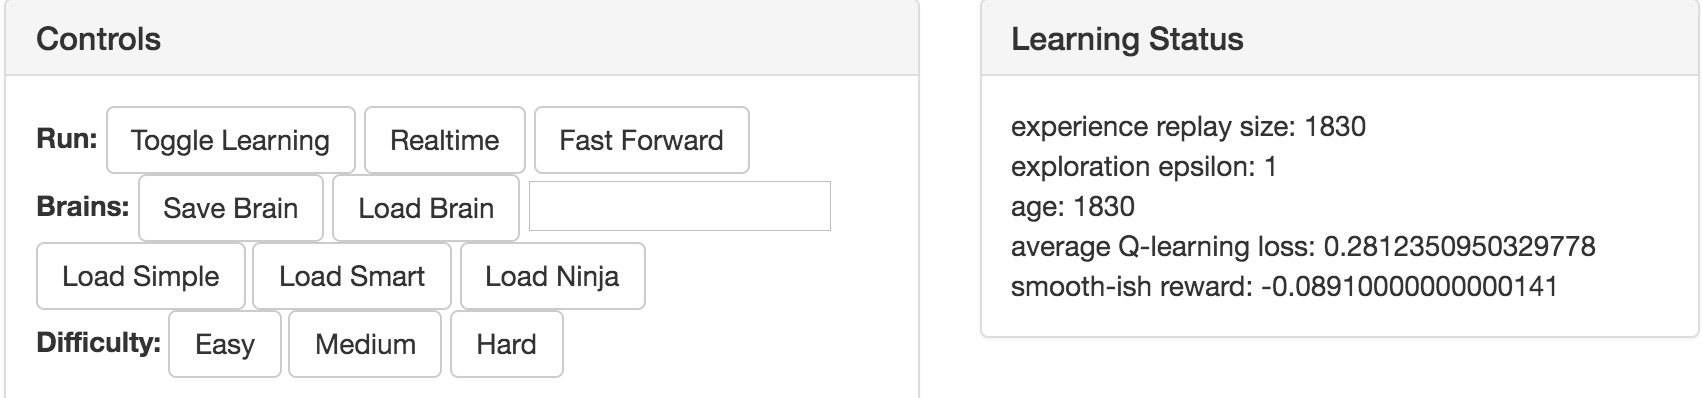 Controls
Run: Toggle Learning Realtime Fast Forward
Brains: Save Brain Load Brain
Load Simple Load Smart Load Ninja
Difficulty: Easy Medium Hard
Learning Status
experience replay size: 1830
exploration epsilon: 1
age: 1830
average Q-learning loss: 0.2812350950329778
smooth-ish reward: -0.08910000000000141